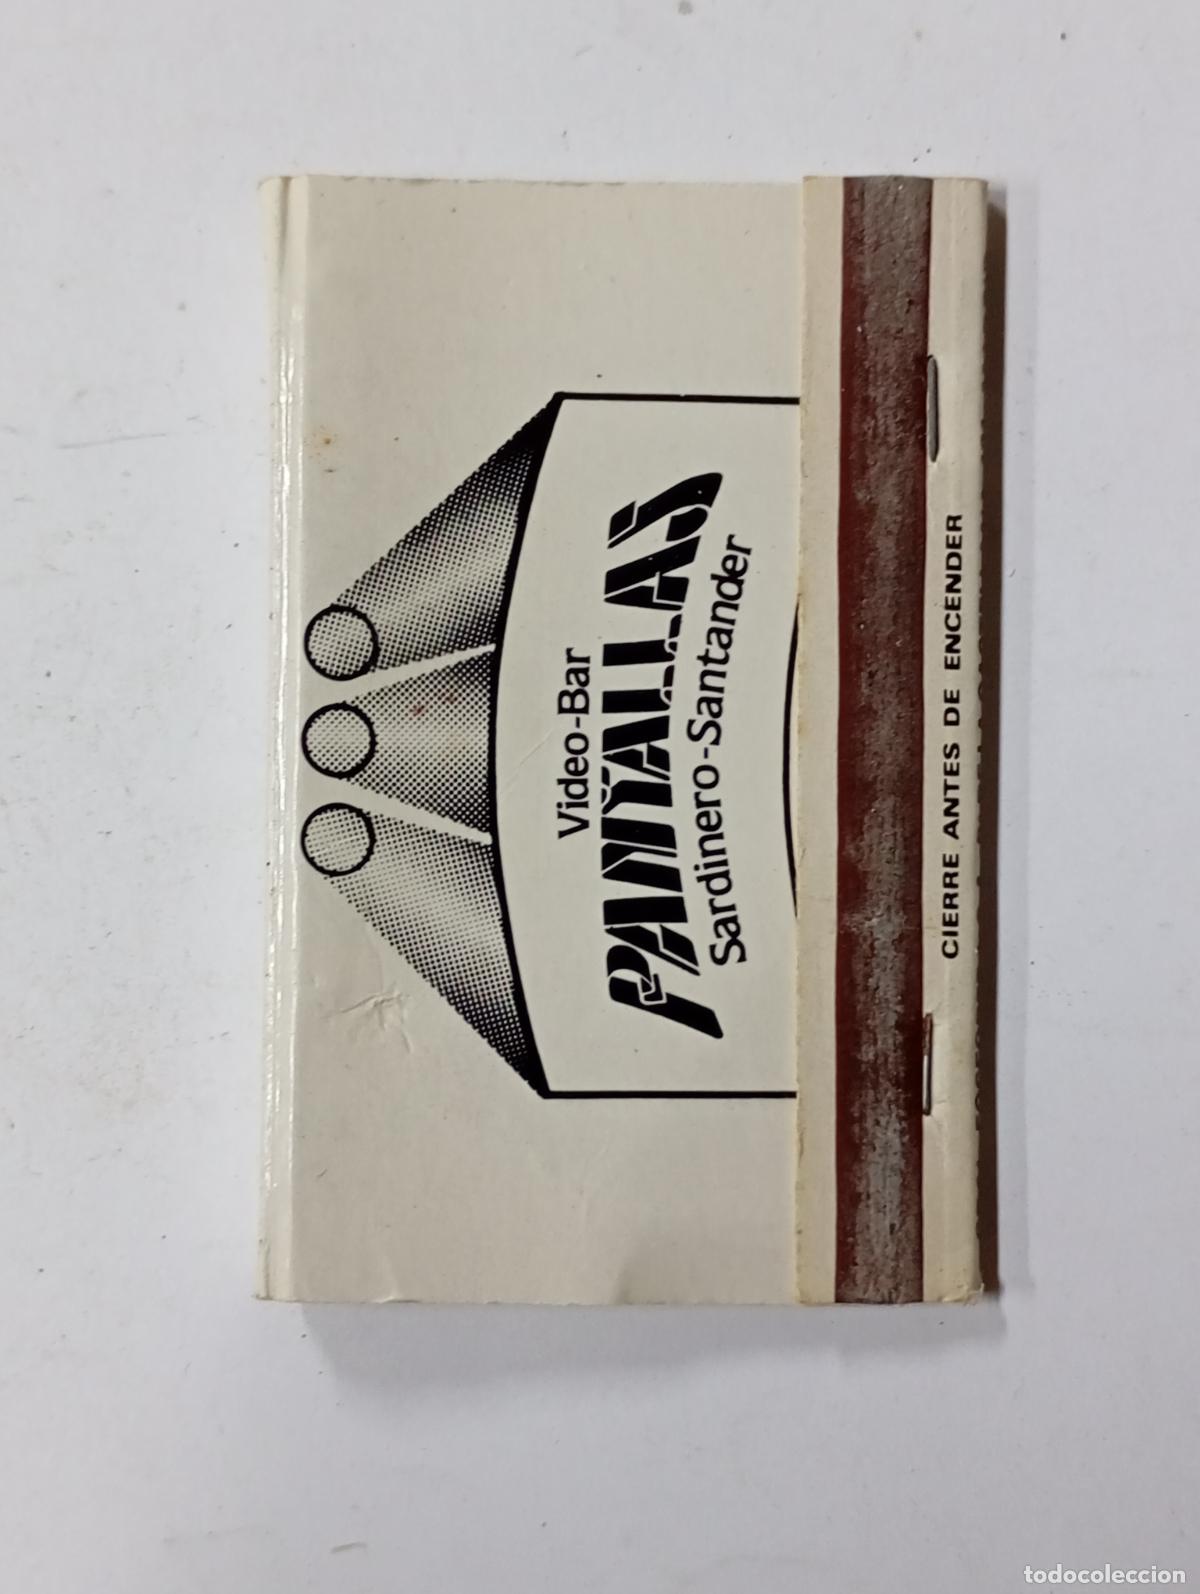 Video-Bar
PANTALLAS
Sardinero-Santander
CIERRE ANTES DE ENCENDER
todocoleccion